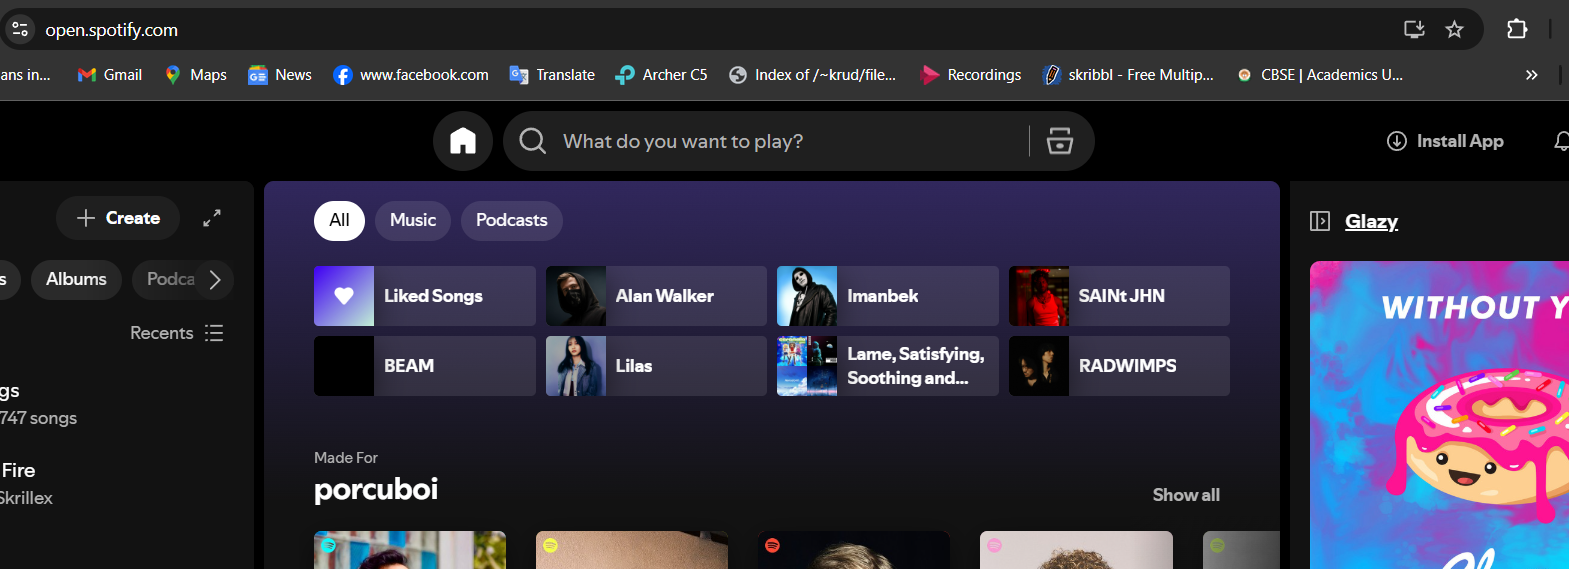 open.spotify.com
ans in...
Gmail
Maps
News
www.facebook.com
Translate
Archer C5
Index of /~krud/file...
Recordings
skribbl - Free Multip...
CBSE | Academics U...
What do you want to play?
Install App
Create
s
Albums
Podca
Recents
gs
747 songs
Fire
Skrillex
All
Music
Podcasts
Liked Songs
Alan Walker
Imanbek
SAINt JHN
BEAM
Lilas
Lame, Satisfying,
Soothing and...
RADWIMPS
Made For
porcuboi
Show all
Glazy
WITHOUT Y